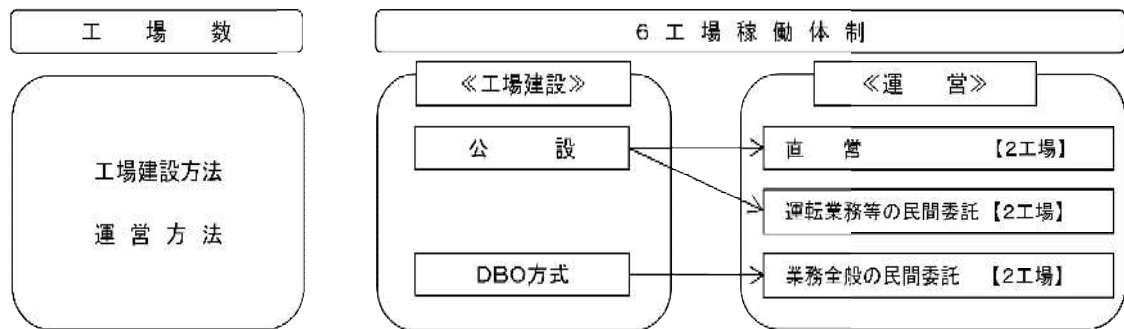 工場数
6工場稼働体制
工場建設方法
運営方法
≪工場建設≫
公設
DBO方式
≪運営≫
直営【2工場】
運転業務等の民間委託【2工場】
業務全般の民間委託【2工場】